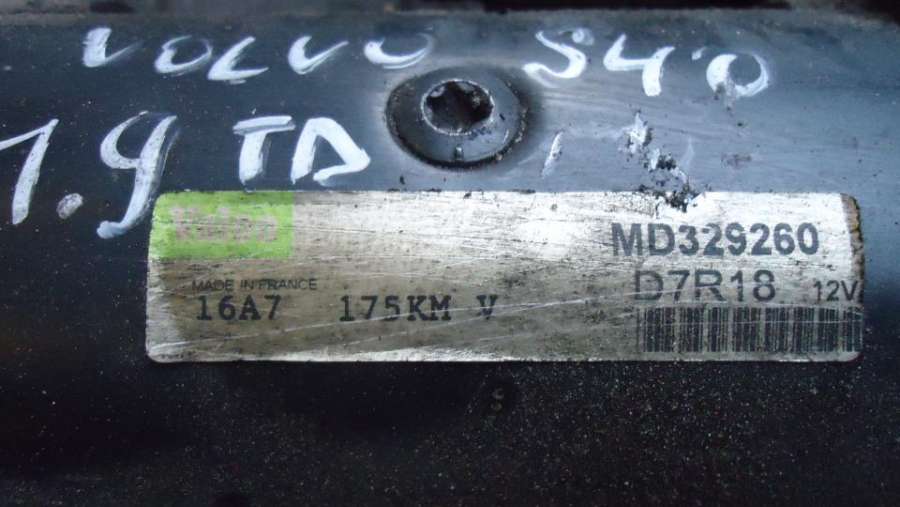 VOLVO S40
1.9 TD
Valeo
MD329260
MADE IN FRANCE
D7R18 12V
16A7 175KM V